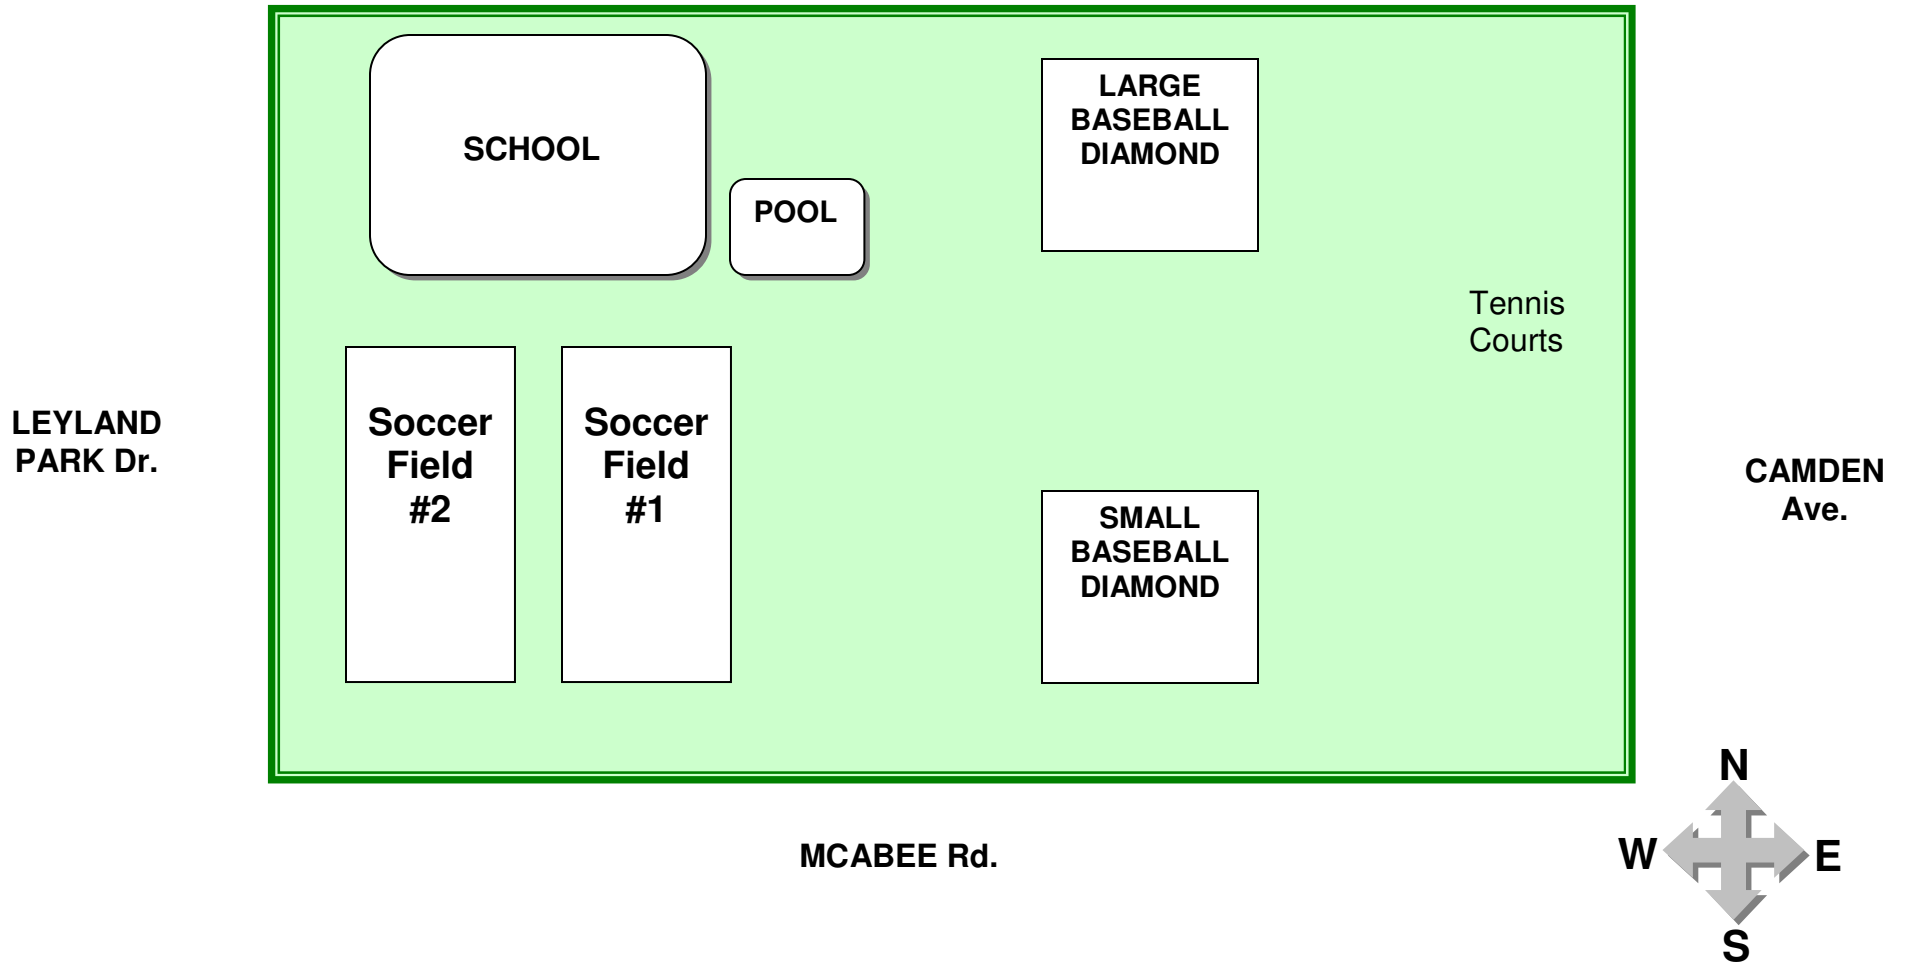 SCHOOL
LARGE
BASEBALL
DIAMOND
POOL
Tennis
Courts
LEYLAND
PARK Dr.
Soccer
Field
#2
Soccer
Field
#1
CAMDEN
Ave.
SMALL
BASEBALL
DIAMOND
MCABEE Rd.
N
W
E
S